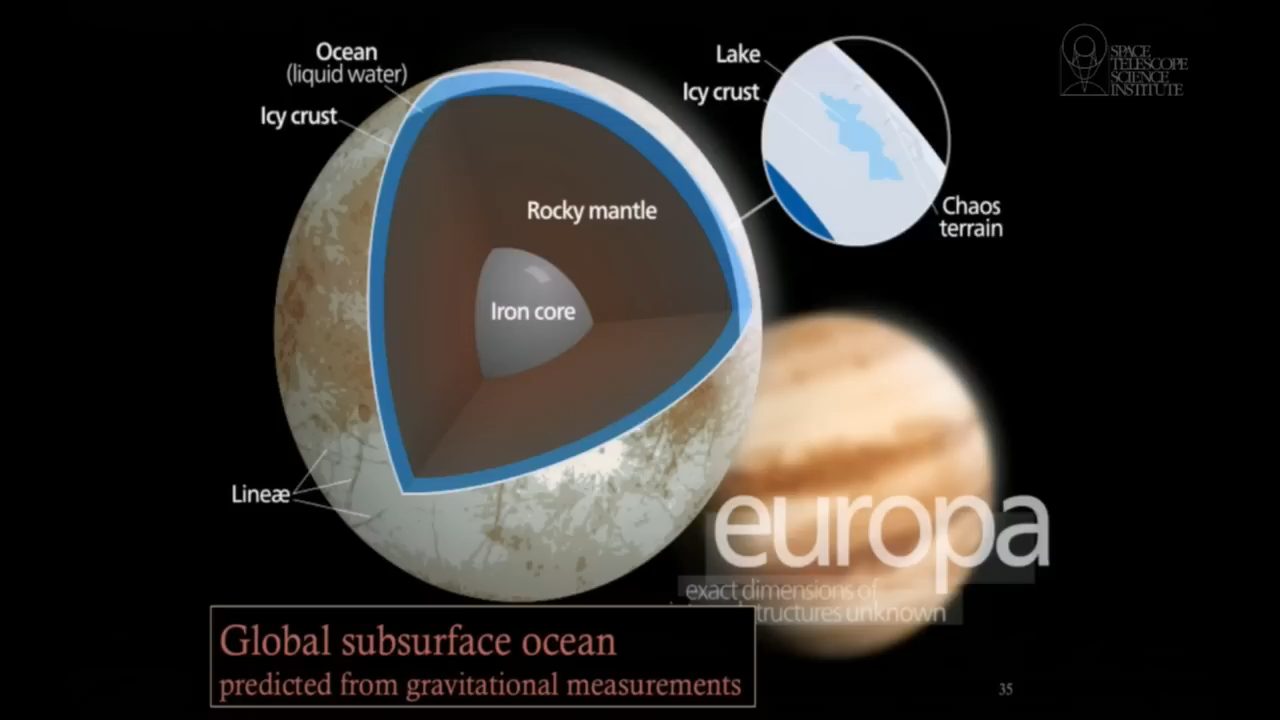 Ocean
(liquid water)
Icy crust
Lake
Icy crust
SPACE
TELESCOPE
SCIENCE
INSTITUTE
Rocky mantle
Chaos
terrain
Iron core
Lineæ
europa
exact dimensions of
structures unknown
Global subsurface ocean
predicted from gravitational measurements
35